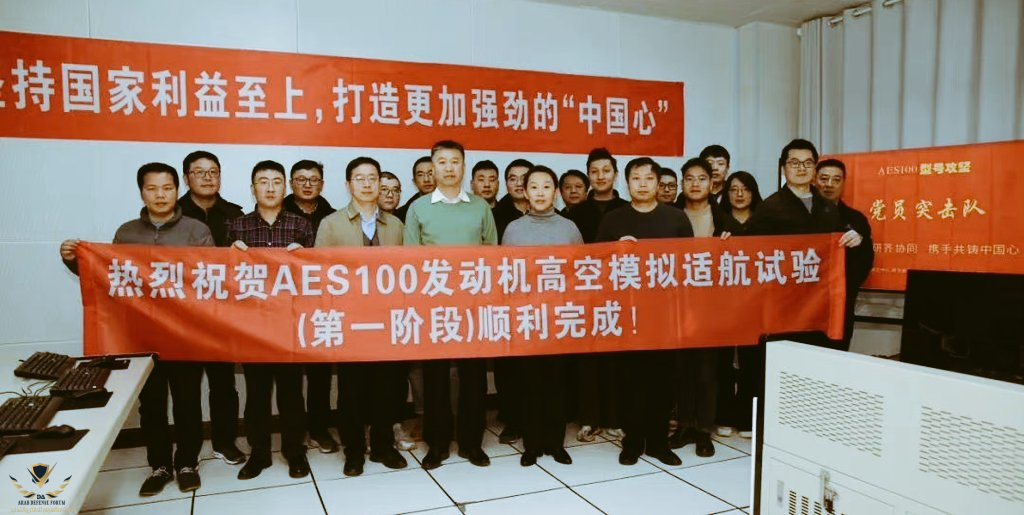 坚持国家利益至上，打造更加强劲的“中国心”
AES100型号攻坚
党员突击队
研齐协同 携手共铸中国心
热烈祝贺AES100发动机高空模拟适航试验
(第一阶段)顺利完成！
DA
ARAB DEFENSE FORUM